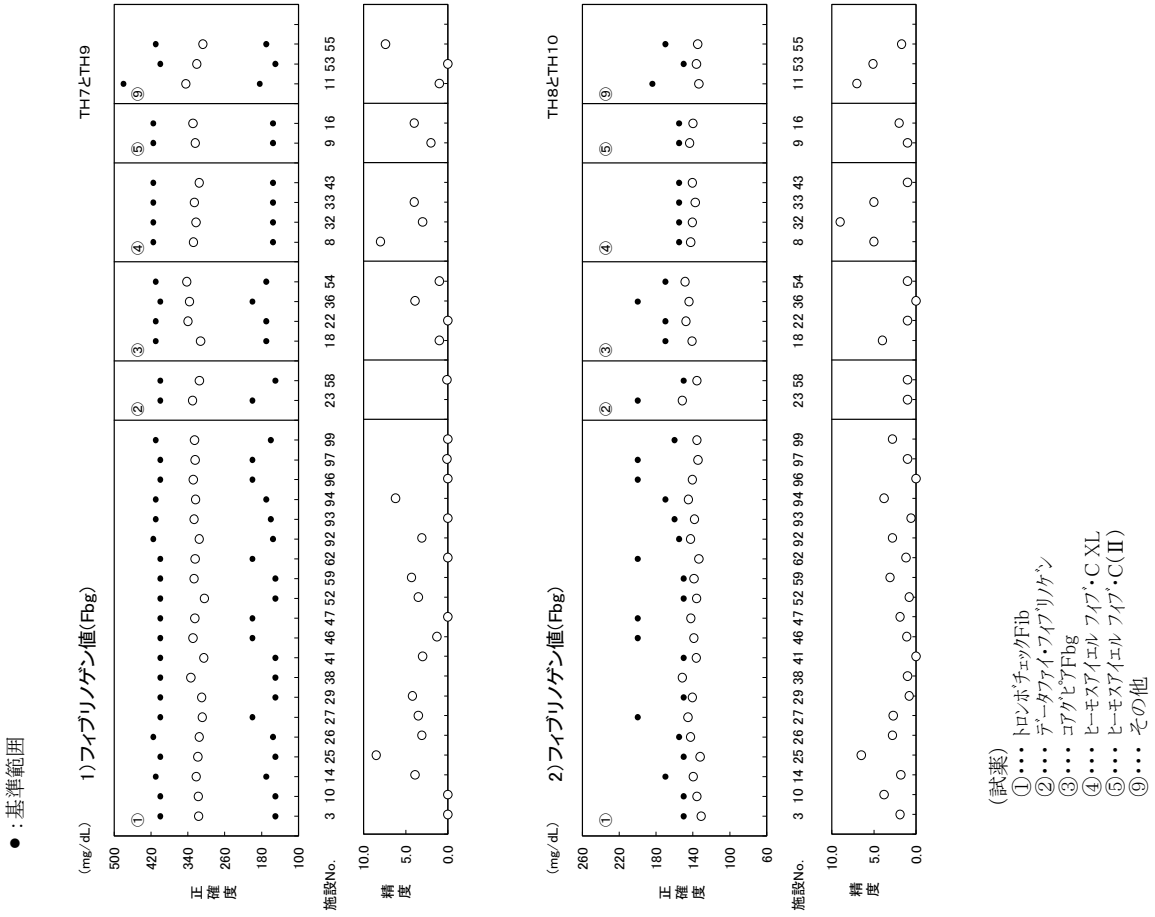 ●：基準範囲
1)フィブリノゲン値(Fbg)
TH7とTH9
(mg/dL)
① ② ③ ④ ⑤ ⑨
500
420
340
260
180
100
正確度
施設No. 3 10 14 25 26 27 29 38 41 46 47 52 59 62 92 93 94 96 97 99 23 58 18 22 36 54 8 32 33 43 9 16 11 53 55
10.0
5.0
0.0
精度
2)フィブリノゲン値(Fbg)
TH8とTH10
(mg/dL)
① ② ③ ④ ⑤ ⑨
260
220
180
140
100
60
正確度
施設No. 3 10 14 25 26 27 29 38 41 46 47 52 59 62 92 93 94 96 97 99 23 58 18 22 36 54 8 32 33 43 9 16 11 53 55
10.0
5.0
0.0
精度
(試薬)
①･･･トロンボチェックFib
②･･･データファイ・フィブリノゲン
③･･･コアグピアFbg
④･･･ヒーモスアイエル フィブ・C XL
⑤･･･ヒーモスアイエル フィブ・C(Ⅱ)
⑨･･･その他